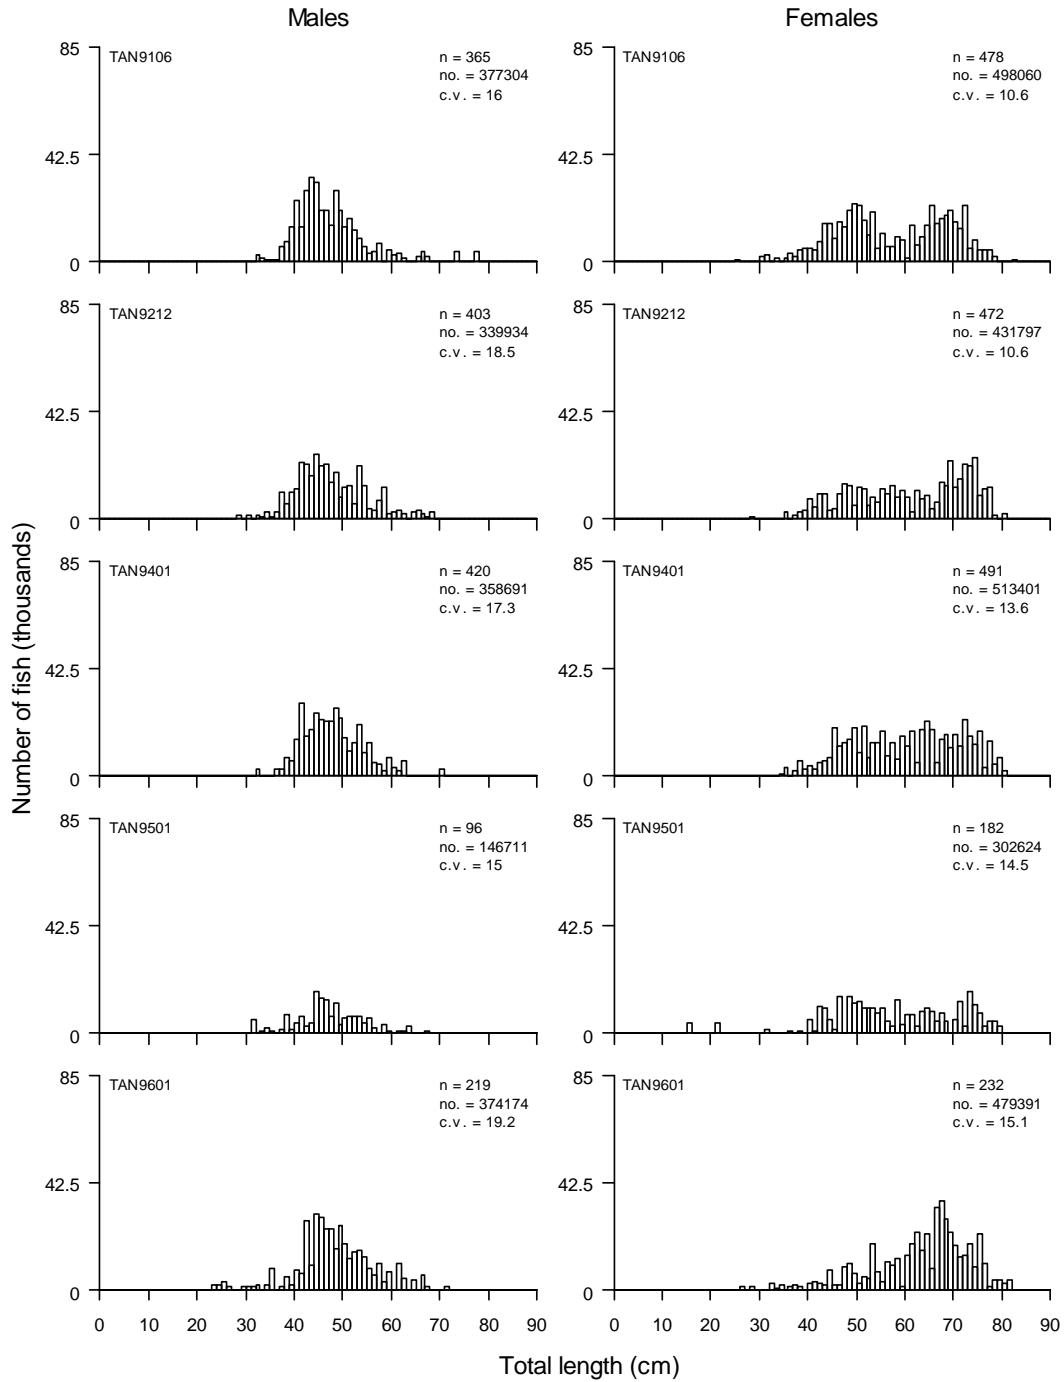 Males Females
85 TAN9106 n = 365 85 TAN9106 n = 478
no. = 377304 no. = 498060
c.v. = 16 c.v. = 10.6
42.5 42.5
0 0
85 TAN9212 n = 403 85 TAN9212 n = 472
no. = 339934 no. = 431797
c.v. = 18.5 c.v. = 10.6
42.5 42.5
0 0
85 TAN9401 n = 420 85 TAN9401 n = 491
no. = 358691 no. = 513401
c.v. = 17.3 c.v. = 13.6
42.5 42.5
0 0
85 TAN9501 n = 96 85 TAN9501 n = 182
no. = 146711 no. = 302624
c.v. = 15 c.v. = 14.5
42.5 42.5
0 0
85 TAN9601 n = 219 85 TAN9601 n = 232
no. = 374174 no. = 479391
c.v. = 19.2 c.v. = 15.1
42.5 42.5
0 0
0 10 20 30 40 50 60 70 80 90 0 10 20 30 40 50 60 70 80 90
Number of fish (thousands)
Total length (cm)